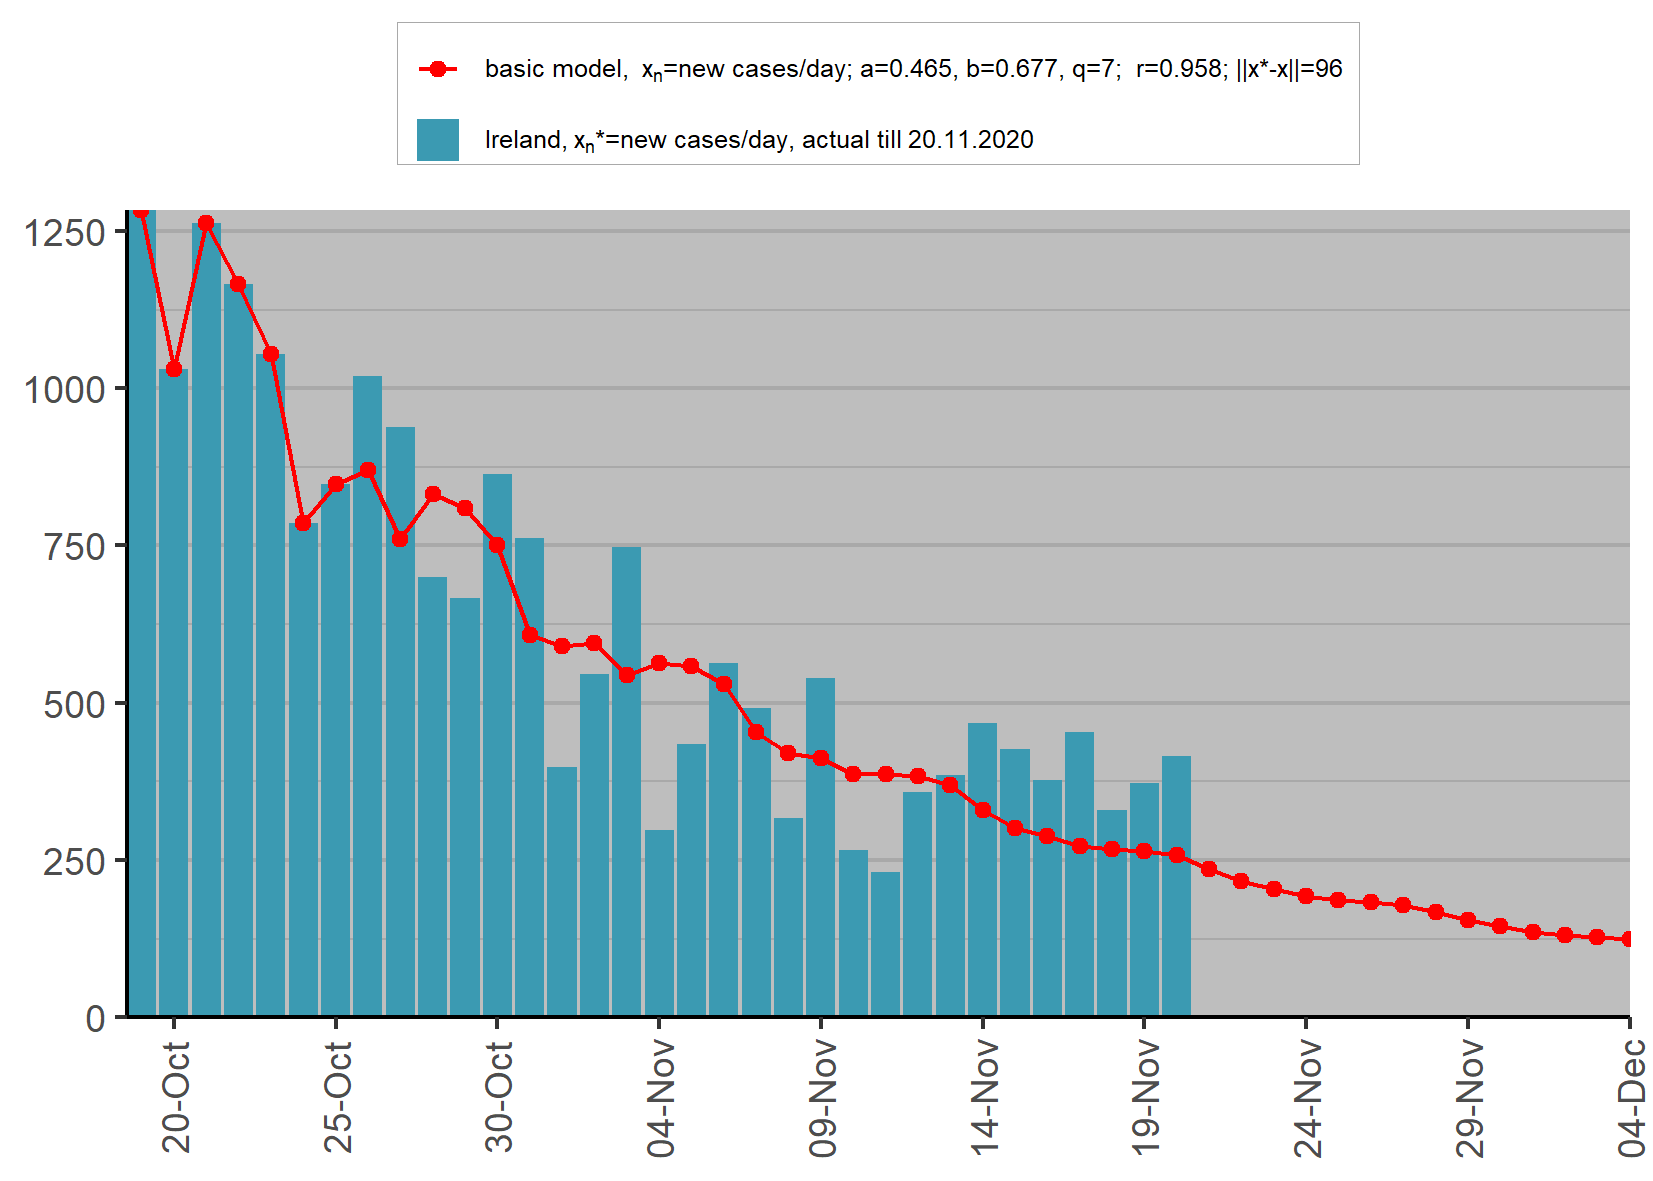 basic model,  xₙ=new cases/day; a=0.465, b=0.677, q=7;  r=0.958; ||x*-x||=96
Ireland, xₙ*=new cases/day, actual till 20.11.2020
1250
1000
750
500
250
0
20-Oct
25-Oct
30-Oct
04-Nov
09-Nov
14-Nov
19-Nov
24-Nov
29-Nov
04-Dec